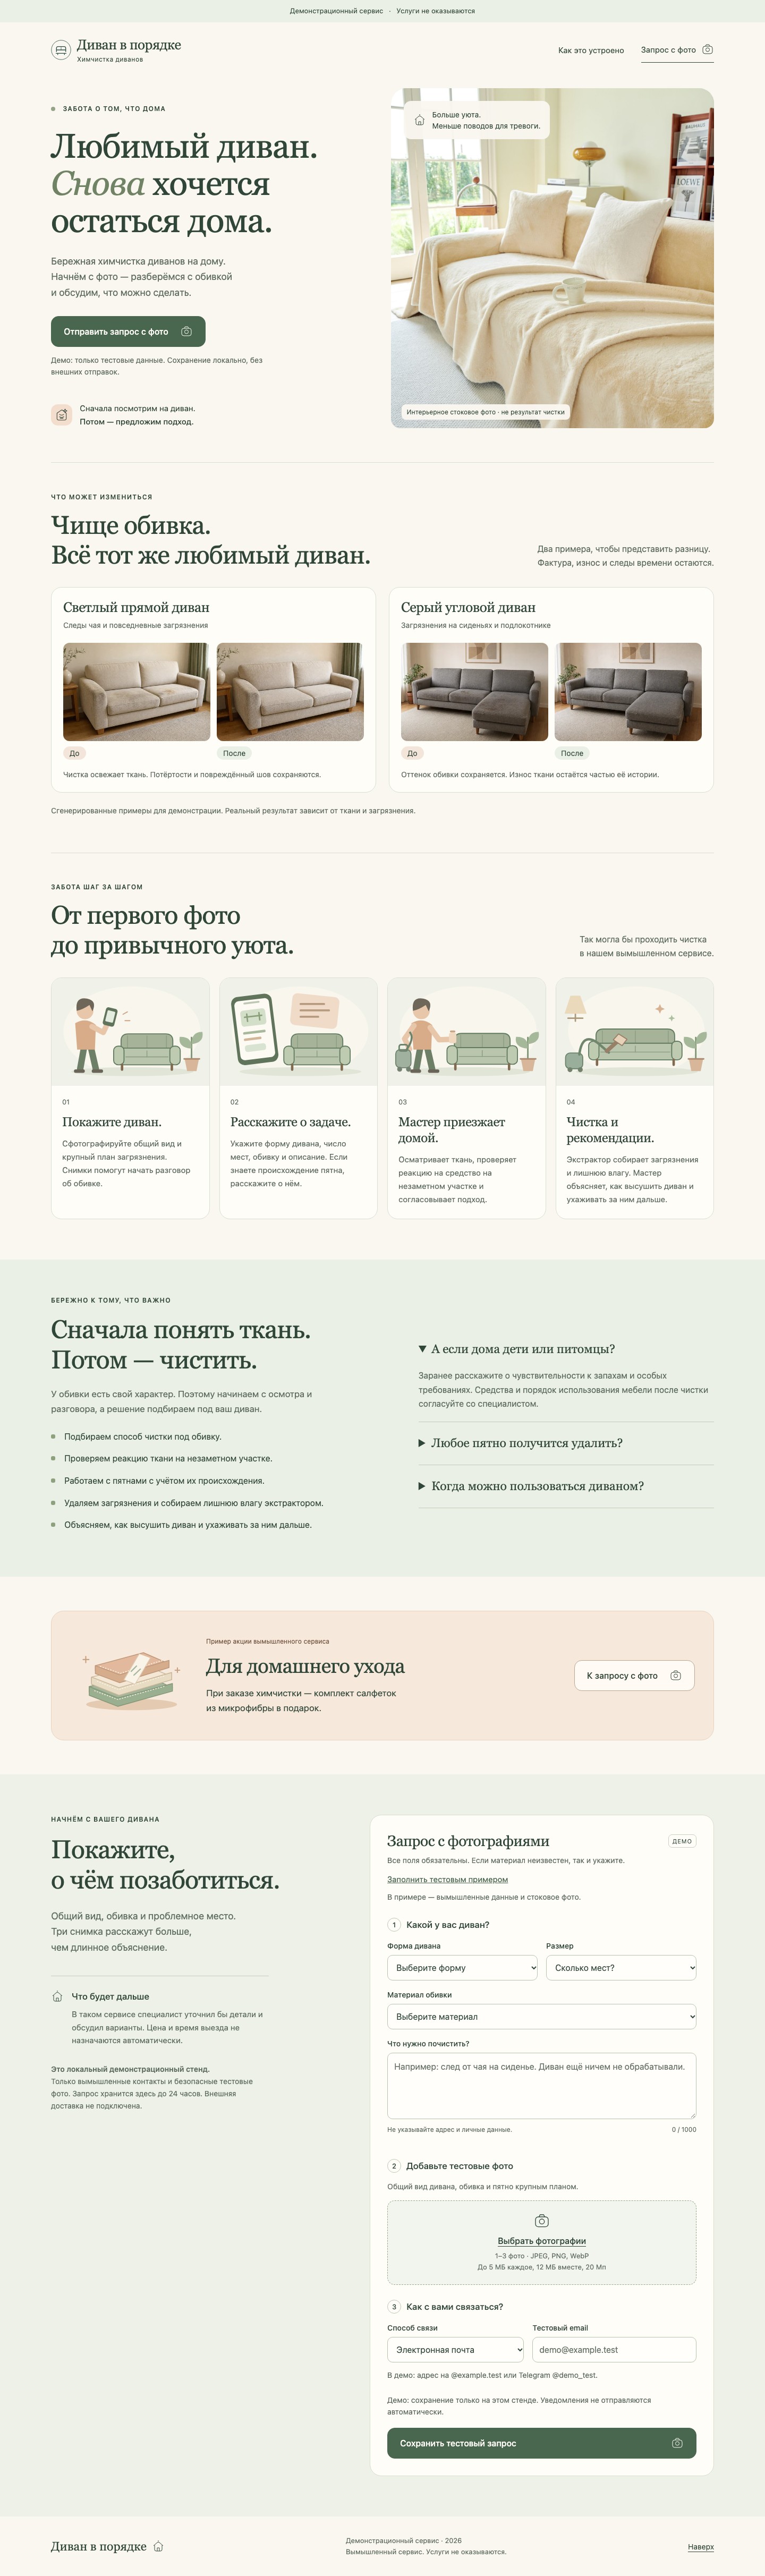 Демонстрационный сервис · Услуги не оказываются
Диван в порядке
Химчистка диванов
Как это устроено
Запрос с фото
ЗАБОТА О ТОМ, ЧТО ДОМА
Любимый диван.
Снова хочется
остаться дома.
Бережная химчистка диванов на дому.
Начнём с фото — разберёмся с обивкой
и обсудим, что можно сделать.
Отправить запрос с фото
Демо: только тестовые данные. Сохранение локально, без
внешних отправок.
Сначала посмотрим на диван.
Потом — предложим подход.
Больше уюта.
Меньше поводов для тревоги.
BAUHAUS
LOEWE
Интерьерное стоковое фото · не результат чистки
ЧТО МОЖЕТ ИЗМЕНИТЬСЯ
Чище обивка.
Всё тот же любимый диван.
Два примера, чтобы представить разницу.
Фактура, износ и следы времени остаются.
Светлый прямой диван
Следы чая и повседневные загрязнения
До
После
Чистка освежает ткань. Потёртости и повреждённый шов сохраняются.
Серый угловой диван
Загрязнения на сиденьях и подлокотнике
До
После
Оттенок обивки сохраняется. Износ ткани остаётся частью её истории.
Сгенерированные примеры для демонстрации. Реальный результат зависит от ткани и загрязнения.
ЗАБОТА ШАГ ЗА ШАГОМ
От первого фото
до привычного уюта.
Так могла бы проходить чистка
в нашем вымышленном сервисе.
01
Покажите диван.
Сфотографируйте общий вид и
крупный план загрязнения.
Снимки помогут начать разговор
об обивке.
02
Расскажите о задаче.
Укажите форму дивана, число
мест, обивку и описание. Если
знаете происхождение пятна,
расскажите о нём.
03
Мастер приезжает
домой.
Осматривает ткань, проверяет
реакцию на средство на
незаметном участке и
согласовывает подход.
04
Чистка и
рекомендации.
Экстрактор собирает загрязнения
и лишнюю влагу. Мастер
объясняет, как высушить диван и
ухаживать за ним дальше.
БЕРЕЖНО К ТОМУ, ЧТО ВАЖНО
Сначала понять ткань.
Потом — чистить.
У обивки есть свой характер. Поэтому начинаем с осмотра и
разговора, а решение подбираем под ваш диван.
Подбираем способ чистки под обивку.
Проверяем реакцию ткани на незаметном участке.
Работаем с пятнами с учётом их происхождения.
Удаляем загрязнения и собираем лишнюю влагу экстрактором.
Объясняем, как высушить диван и ухаживать за ним дальше.
А если дома дети или питомцы?
Заранее расскажите о чувствительности к запахам и особых
требованиях. Средства и порядок использования мебели после чистки
согласуйте со специалистом.
Любое пятно получится удалить?
Когда можно пользоваться диваном?
Пример акции вымышленного сервиса
Для домашнего ухода
При заказе химчистки — комплект салфеток
из микрофибры в подарок.
К запросу с фото
НАЧНЁМ С ВАШЕГО ДИВАНА
Покажите,
о чём позаботиться.
Общий вид, обивка и проблемное место.
Три снимка расскажут больше,
чем длинное объяснение.
Что будет дальше
В таком сервисе специалист уточнил бы детали и
обсудил варианты. Цена и время выезда не
назначаются автоматически.
Это локальный демонстрационный стенд.
Только вымышленные контакты и безопасные тестовые
фото. Запрос хранится здесь до 24 часов. Внешняя
доставка не подключена.
Запрос с фотографиями
ДЕМО
Все поля обязательны. Если материал неизвестен, так и укажите.
Заполнить тестовым примером
В примере — вымышленные данные и стоковое фото.
1 Какой у вас диван?
Форма дивана
Размер
Выберите форму
Сколько мест?
Материал обивки
Выберите материал
Что нужно почистить?
Например: след от чая на сиденье. Диван ещё ничем не обрабатывали.
Не указывайте адрес и личные данные.
0 / 1000
2 Добавьте тестовые фото
Общий вид дивана, обивка и пятно крупным планом.
Выбрать фотографии
1–3 фото · JPEG, PNG, WebP
До 5 МБ каждое, 12 МБ вместе, 20 Мп
3 Как с вами связаться?
Способ связи
Тестовый email
Электронная почта
demo@example.test
В демо: адрес на @example.test или Telegram @demo_test.
Демо: сохранение только на этом стенде. Уведомления не отправляются
автоматически.
Сохранить тестовый запрос
Диван в порядке
Демонстрационный сервис · 2026
Вымышленный сервис. Услуги не оказываются.
Наверх